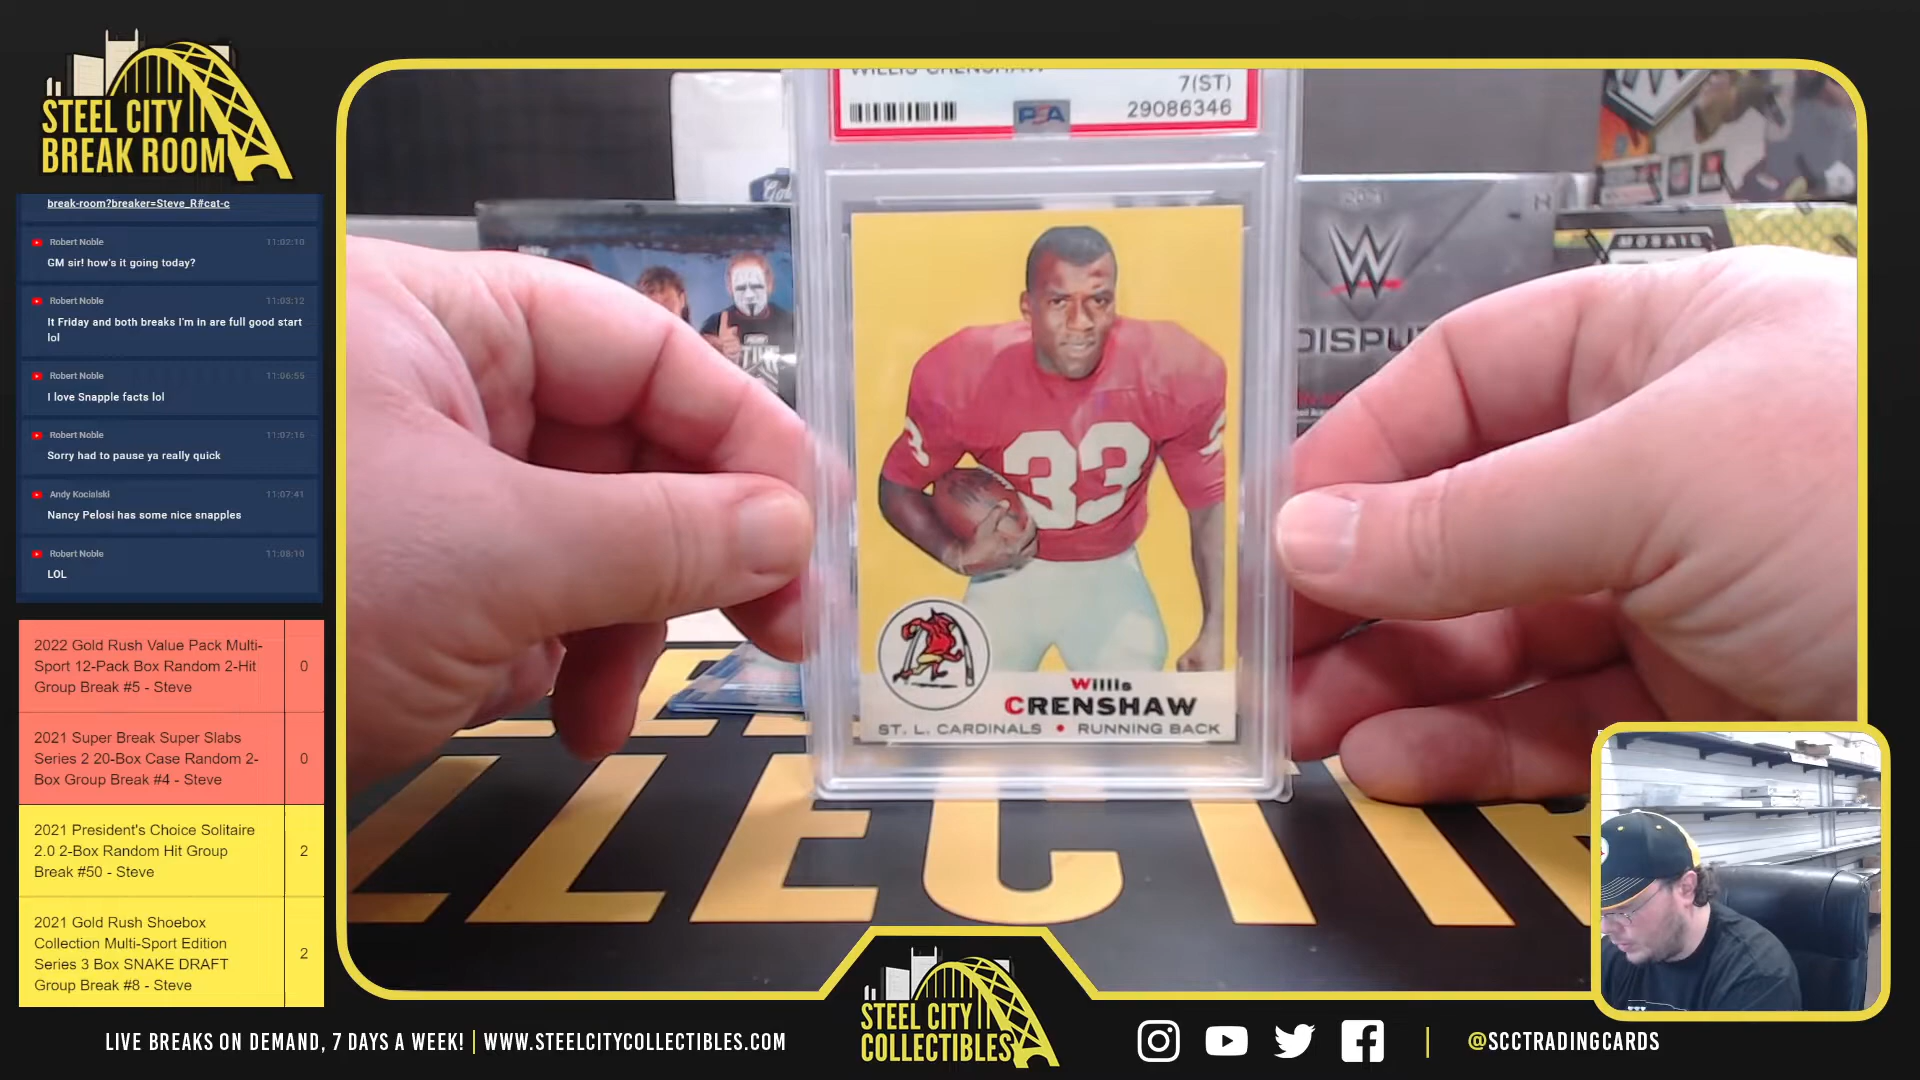 STEEL CITY
BREAK ROOM
break-room?breaker=Steve_R#cat-c
Robert Noble 11:02:10
GM sir! how's it going today?
Robert Noble 11:03:12
It Friday and both breaks I'm in are full good start
lol
Robert Noble 11:06:55
I love Snapple facts lol
Robert Noble 11:07:16
Sorry had to pause ya really quick
Andy Kocialski 11:07:41
Nancy Pelosi has some nice snapples
Robert Noble 11:08:10
LOL
2022 Gold Rush Value Pack Multi-
Sport 12-Pack Box Random 2-Hit 0
Group Break #5 - Steve
2021 Super Break Super Slabs
Series 2 20-Box Case Random 2- 0
Box Group Break #4 - Steve
2021 President's Choice Solitaire
2.0 2-Box Random Hit Group 2
Break #50 - Steve
2021 Gold Rush Shoebox
Collection Multi-Sport Edition 2
Series 3 Box SNAKE DRAFT
Group Break #8 - Steve
WILLIS CRENSHAW
7(ST)
PSA 29086346
2021
W
MOSAIC
33
3
Willis
CRENSHAW
ST. L. CARDINALS • RUNNING BACK
LLECTIB
LIVE BREAKS ON DEMAND, 7 DAYS A WEEK! | WWW.STEELCITYCOLLECTIBLES.COM
STEEL CITY
COLLECTIBLES
@SCCTRADINGCARDS